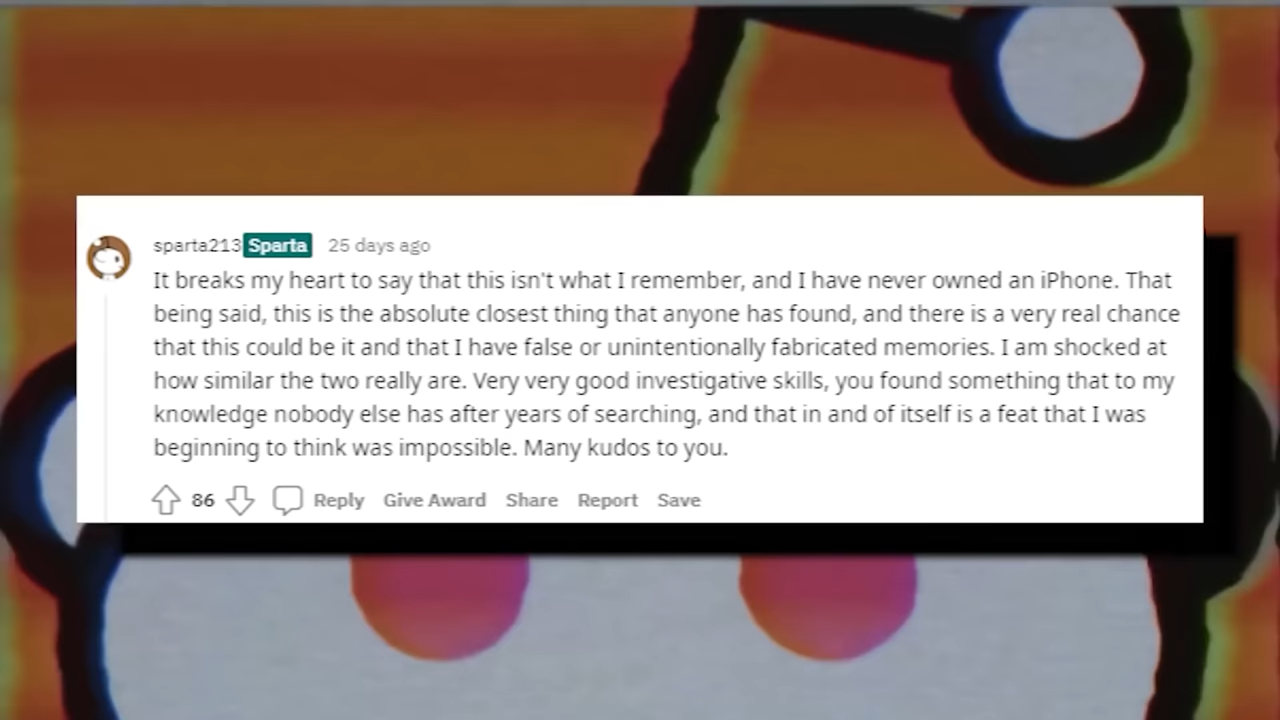 sparta213 Sparta 25 days ago
It breaks my heart to say that this isn't what I remember, and I have never owned an iPhone. That
being said, this is the absolute closest thing that anyone has found, and there is a very real chance
that this could be it and that I have false or unintentionally fabricated memories. I am shocked at
how similar the two really are. Very very good investigative skills, you found something that to my
knowledge nobody else has after years of searching, and that in and of itself is a feat that I was
beginning to think was impossible. Many kudos to you.
86 Reply Give Award Share Report Save